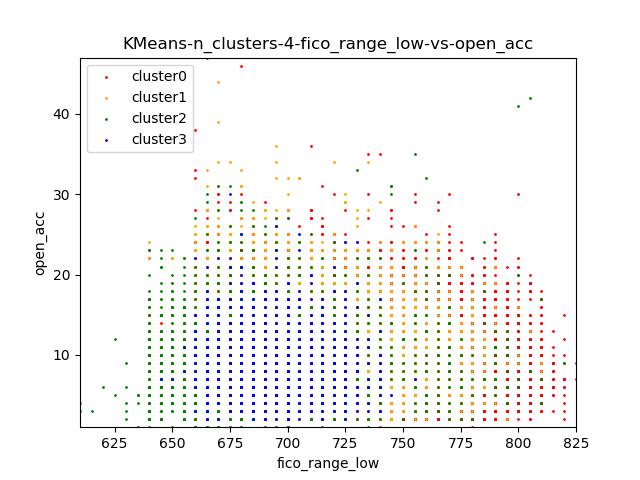 KMeans-n_clusters-4-fico_range_low-vs-open_acc
cluster0
cluster1
cluster2
cluster3
open_acc
40
30
20
10
625 650 675 700 725 750 775 800 825
fico_range_low